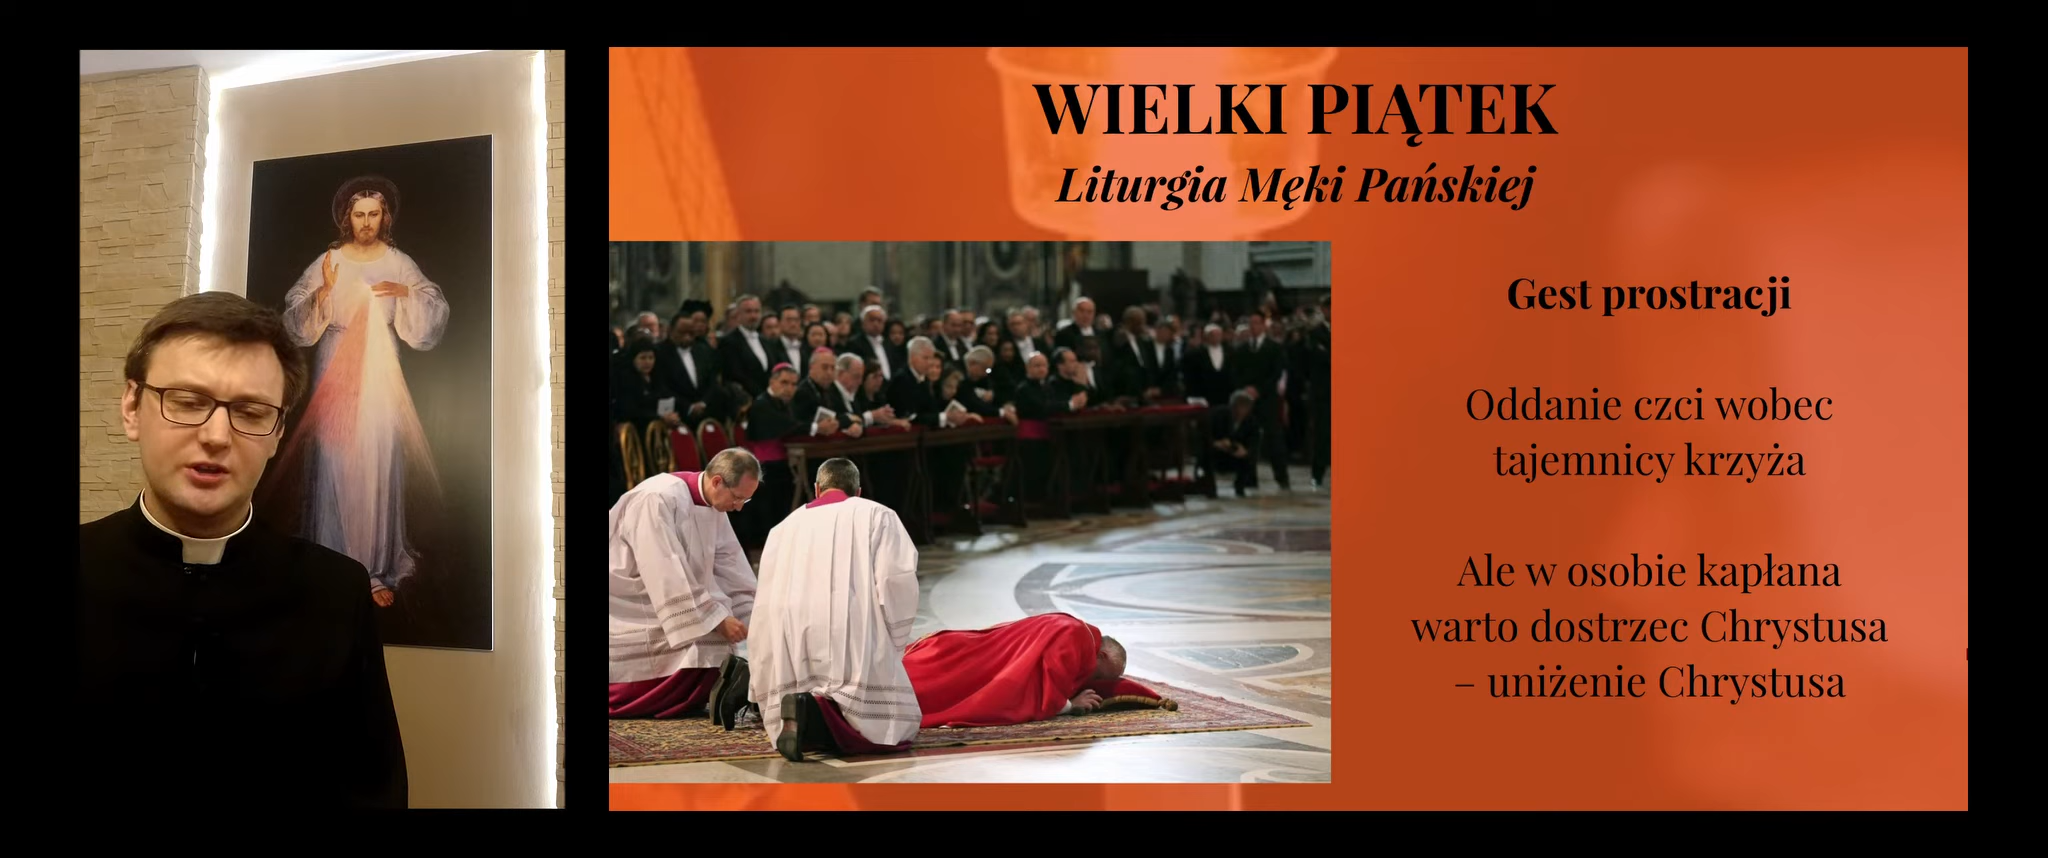 WIELKI PIĄTEK
Liturgia Męki Pańskiej
Gest prostracji
Oddanie czci wobec
tajemnicy krzyża
Ale w osobie kapłana
warto dostrzec Chrystusa
– uniżenie Chrystusa